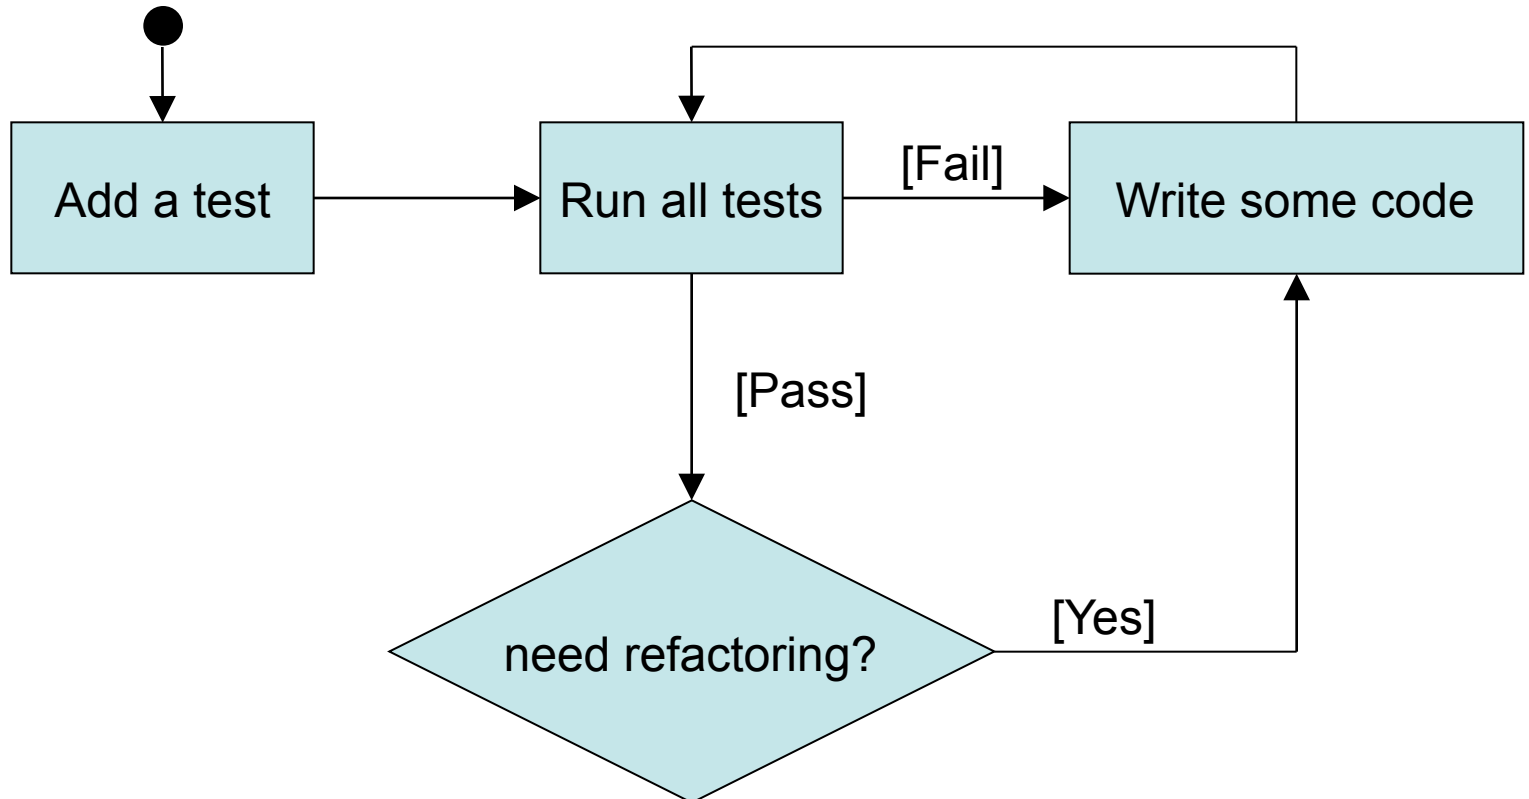 Add a test
Run all tests
[Fail]
Write some code
[Pass]
need refactoring?
[Yes]